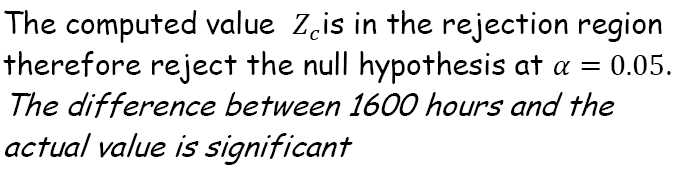 The computed value Z_c is in the rejection region
therefore reject the null hypothesis at α = 0.05.
The difference between 1600 hours and the
actual value is significant